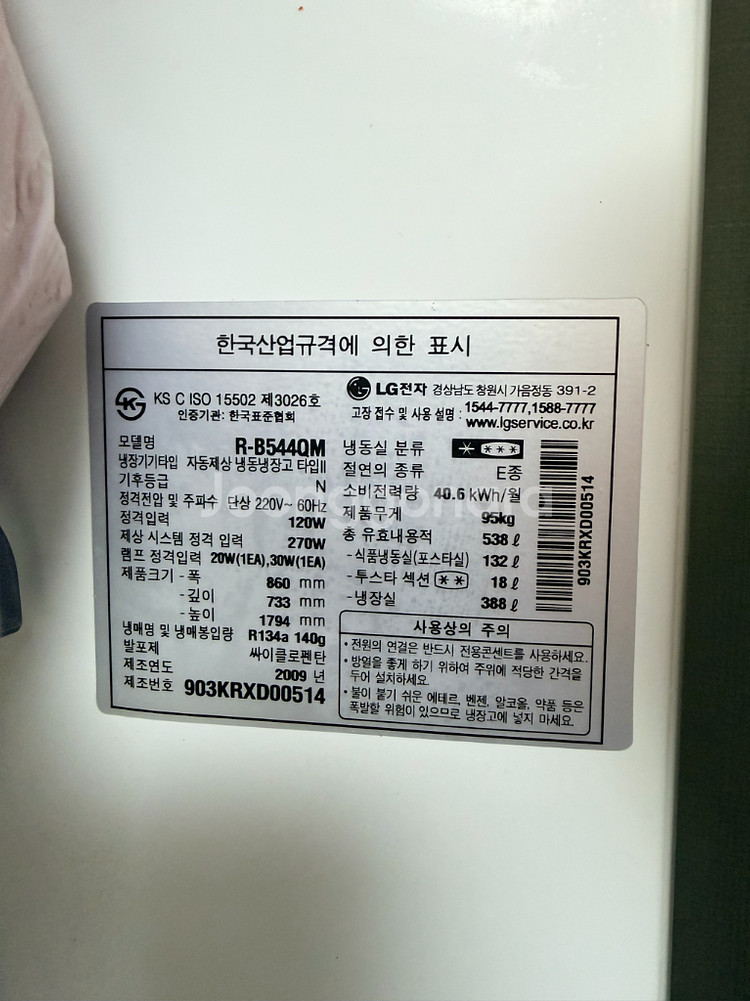 한국산업규격에 의한 표시
KS C ISO 15502 제3026호
인증기관: 한국표준협회
LG전자 경상남도 창원시 가음정동 391-2
고장 접수 및 사용 설명 : 1544-7777,1588-7777
www.lgservice.co.kr
모델명 R-B544QM
냉장기기타입 자동제상 냉동냉장고 타입II
기후등급 N
정격전압 및 주파수 단상 220V~ 60Hz
정격입력 120W
제상 시스템 정격 입력 270W
램프 정격입력 20W(1EA),30W(1EA)
제품크기 - 폭 860 mm
- 깊이 733 mm
- 높이 1794 mm
냉매명 및 냉매봉입량 R134a 140g
발포제 싸이클로펜탄
제조연도 2009 년
제조번호 903KRXD00514
냉동실 분류 * ***
절연의 종류 E종
소비전력량 40.6 kWh/월
제품무게 95kg
총 유효내용적 538 ℓ
-식품냉동실(포스타실) 132 ℓ
-투스타 섹션 ** 18 ℓ
-냉장실 388 ℓ
903KRXD00514
사용상의 주의
• 전원의 연결은 반드시 전용콘센트를 사용하세요.
• 방열을 좋게 하기 위하여 주위에 적당한 간격을
두어 설치하세요.
• 불이 붙기 쉬운 에테르, 벤젠, 알코올, 약품 등은
폭발할 위험이 있으므로 냉장고에 넣지 마세요.
Joonggonara